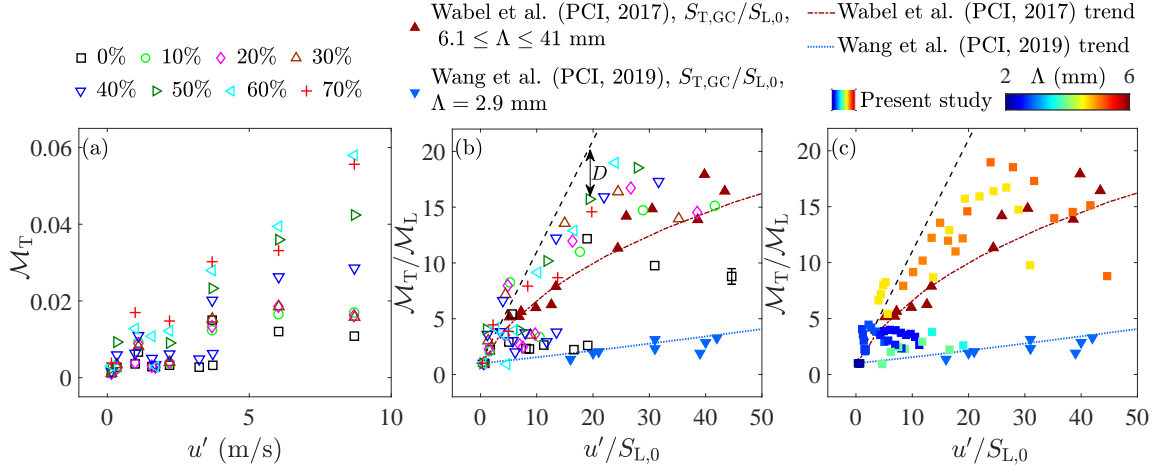 0% 10% 20% 30%
40% 50% 60% 70%
Wabel et al. (PCI, 2017), S_T,GC/S_L,0,
6.1 ≤ Λ ≤ 41 mm
Wang et al. (PCI, 2019), S_T,GC/S_L,0,
Λ = 2.9 mm
Wabel et al. (PCI, 2017) trend
Wang et al. (PCI, 2019) trend
2 Λ (mm) 6
Present study
(a)
0.06
0.04
0.02
0
ℳ_T
0 5 10
u′ (m/s)
(b)
D
20
15
10
5
0
ℳ_T/ℳ_L
0 10 20 30 40 50
u′/S_L,0
(c)
20
15
10
5
0
ℳ_T/ℳ_L
0 10 20 30 40 50
u′/S_L,0